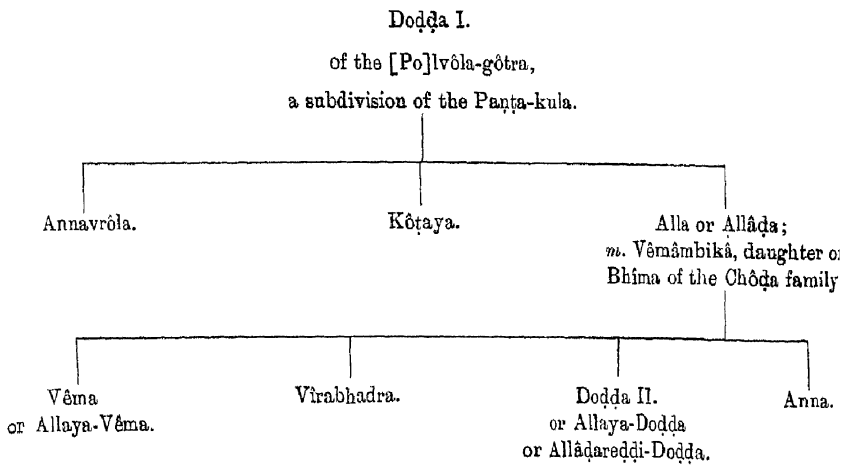 Doḍḍa I.
of the [Po]lvôla-gôtra,
a subdivision of the Paṇṭa-kula.
Annavrôla.
Kôṭaya.
Alla or Allâḍa;
m. Vêmâmbikâ, daughter o
Bhîma of the Chôḍa family
Vêma
or Allaya-Vêma.
Vîrabhadra.
Doḍḍa II.
or Allaya-Doḍḍa
or Allâḍareḍḍi-Doḍḍa.
Anna.